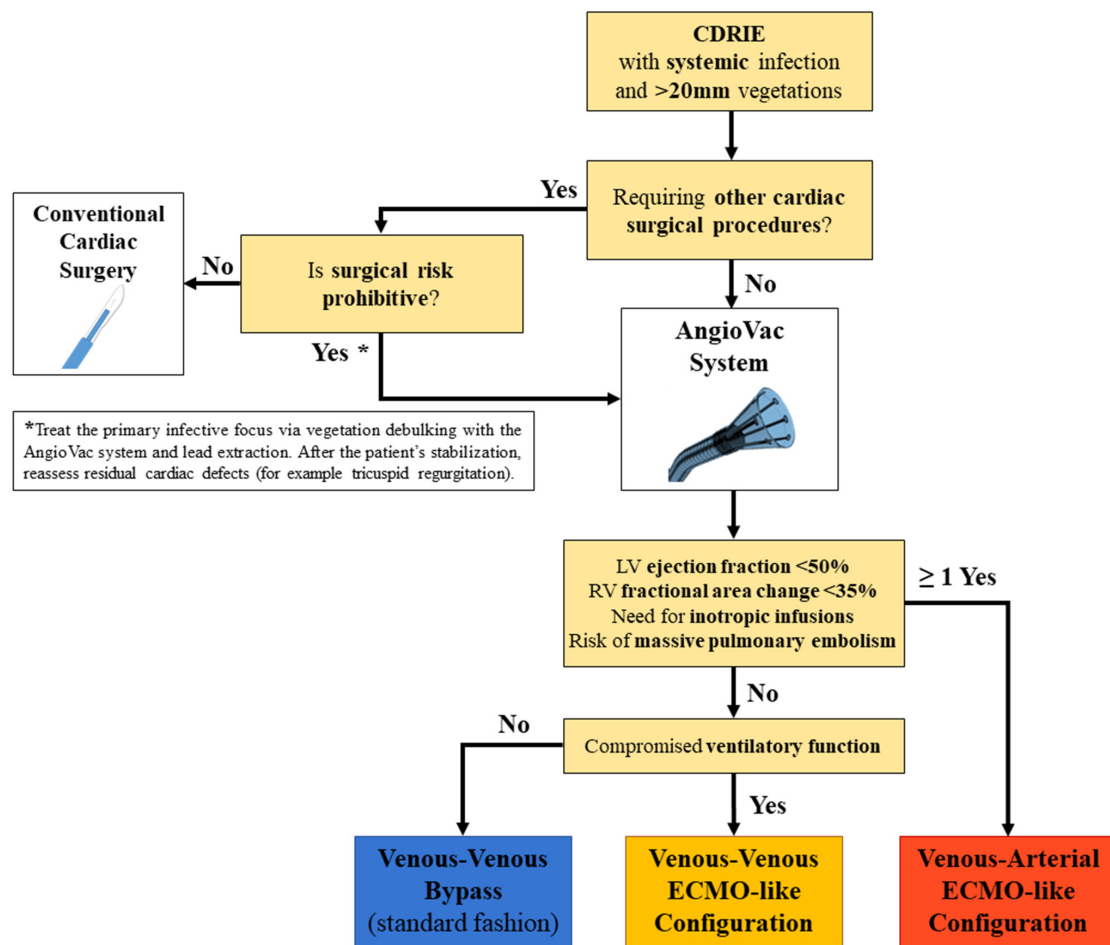 CDRIE
with systemic infection
and >20mm vegetations
Yes
Requiring other cardiac
surgical procedures?
Conventional
Cardiac
Surgery
No
Is surgical risk
prohibitive?
No
Yes *
AngioVac
System
*Treat the primary infective focus via vegetation debulking with the
AngioVac system and lead extraction. After the patient's stabilization,
reassess residual cardiac defects (for example tricuspid regurgitation).
LV ejection fraction <50%
RV fractional area change <35%
Need for inotropic infusions
Risk of massive pulmonary embolism
≥ 1 Yes
No
No
Compromised ventilatory function
Yes
Venous-Venous
Bypass
(standard fashion)
Venous-Venous
ECMO-like
Configuration
Venous-Arterial
ECMO-like
Configuration